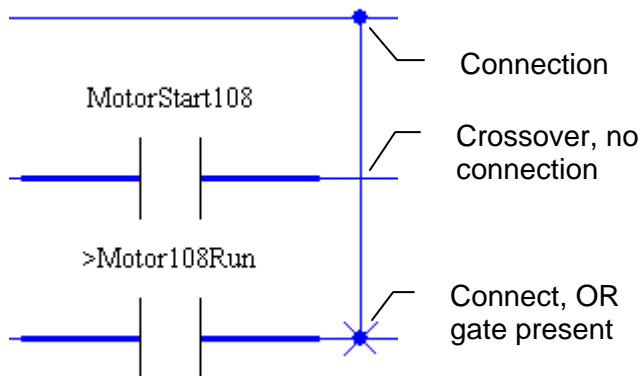 Connection
MotorStart108
Crossover, no
connection
>Motor108Run
Connect, OR
gate present